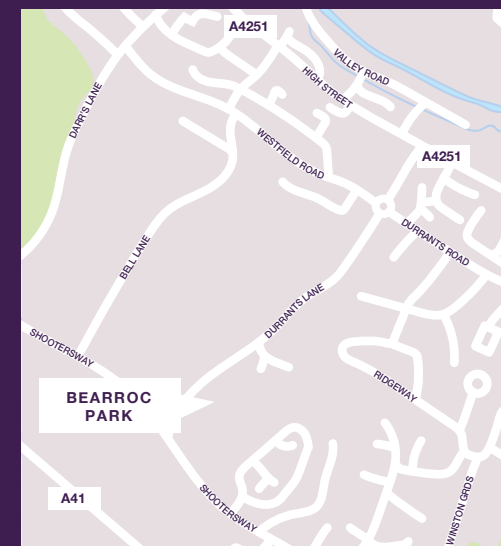 A4251
VALLEY ROAD
HIGH STREET
DARR'S LANE
WESTFIELD ROAD
A4251
DURRANTS ROAD
BELL LANE
DURRANTS LANE
SHOOTERSWAY
RIDGEWAY
BEARROC
PARK
A41
SHOOTERSWAY
WINSTON GRDS